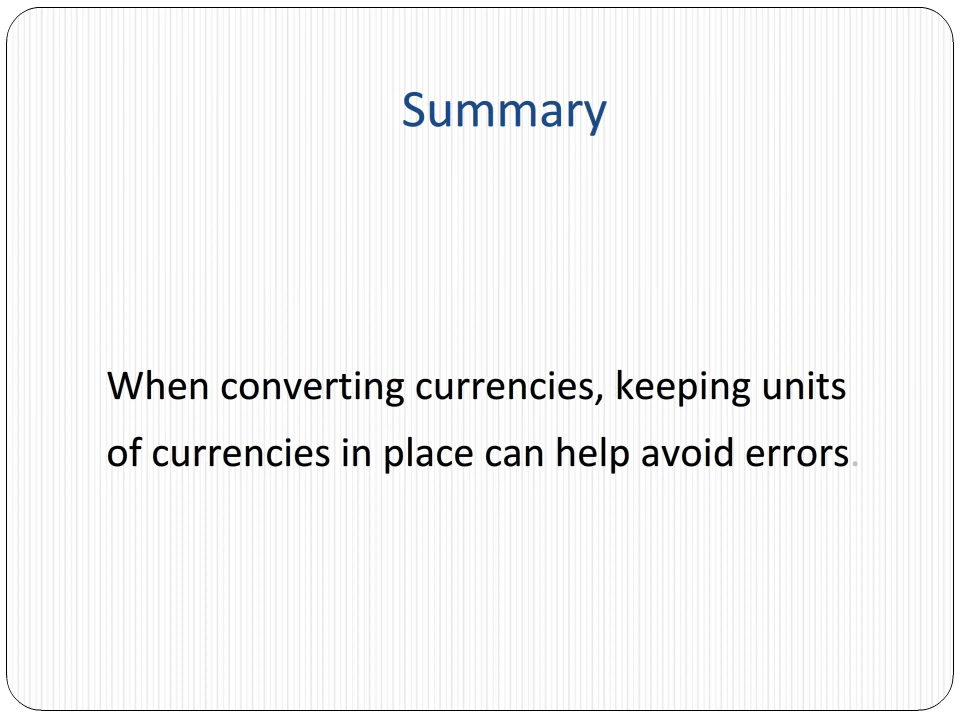 Summary
When converting currencies, keeping units
of currencies in place can help avoid errors.